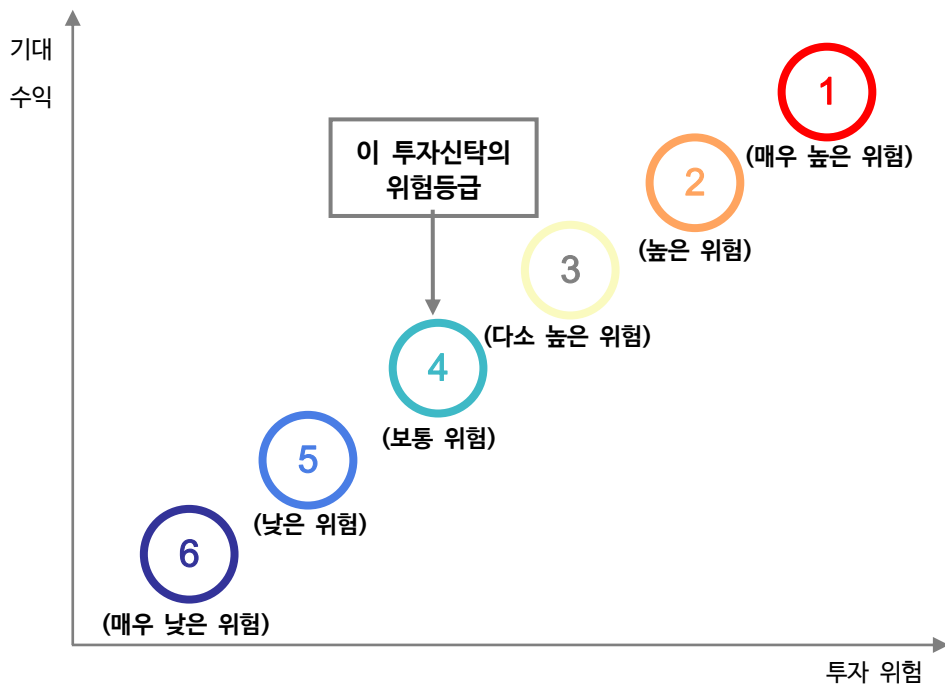 기대
수익
1
(매우 높은 위험)
이 투자신탁의
위험등급
2
(높은 위험)
3
(다소 높은 위험)
4
(보통 위험)
5
(낮은 위험)
6
(매우 낮은 위험)
투자 위험